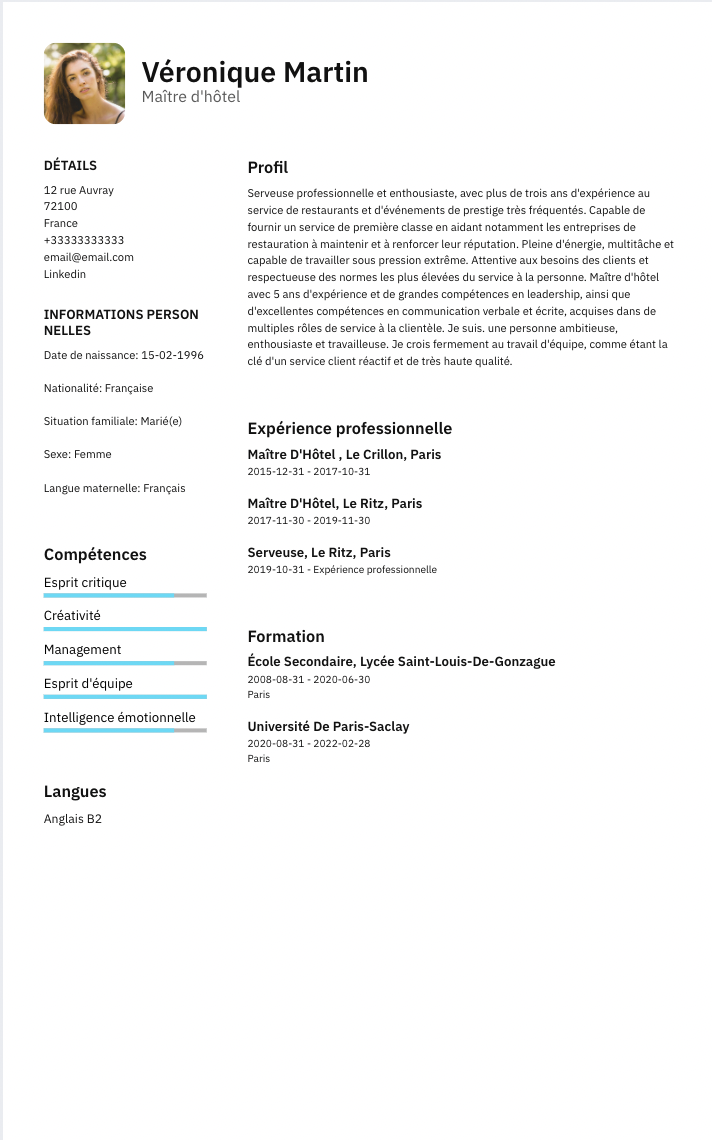 Véronique Martin
Maître d'hôtel
DÉTAILS
12 rue Auvray
72100
France
+33333333333
email@email.com
Linkedin
INFORMATIONS PERSON
NELLES
Date de naissance: 15-02-1996
Nationalité: Française
Situation familiale: Marié(e)
Sexe: Femme
Langue maternelle: Français
Compétences
Esprit critique
Créativité
Management
Esprit d'équipe
Intelligence émotionnelle
Langues
Anglais B2
Profil
Serveuse professionnelle et enthousiaste, avec plus de trois ans d'expérience au
service de restaurants et d'événements de prestige très fréquentés. Capable de
fournir un service de première classe en aidant notamment les entreprises de
restauration à maintenir et à renforcer leur réputation. Pleine d'énergie, multitâche et
capable de travailler sous pression extrême. Attentive aux besoins des clients et
respectueuse des normes les plus élevées du service à la personne. Maître d'hôtel
avec 5 ans d'expérience et de grandes compétences en leadership, ainsi que
d'excellentes compétences en communication verbale et écrite, acquises dans de
multiples rôles de service à la clientèle. Je suis. une personne ambitieuse,
enthousiaste et travailleuse. Je crois fermement au travail d'équipe, comme étant la
clé d'un service client réactif et de très haute qualité.
Expérience professionnelle
Maître D'Hôtel , Le Crillon, Paris
2015-12-31 - 2017-10-31
Maître D'Hôtel, Le Ritz, Paris
2017-11-30 - 2019-11-30
Serveuse, Le Ritz, Paris
2019-10-31 - Expérience professionnelle
Formation
École Secondaire, Lycée Saint-Louis-De-Gonzague
2008-08-31 - 2020-06-30
Paris
Université De Paris-Saclay
2020-08-31 - 2022-02-28
Paris